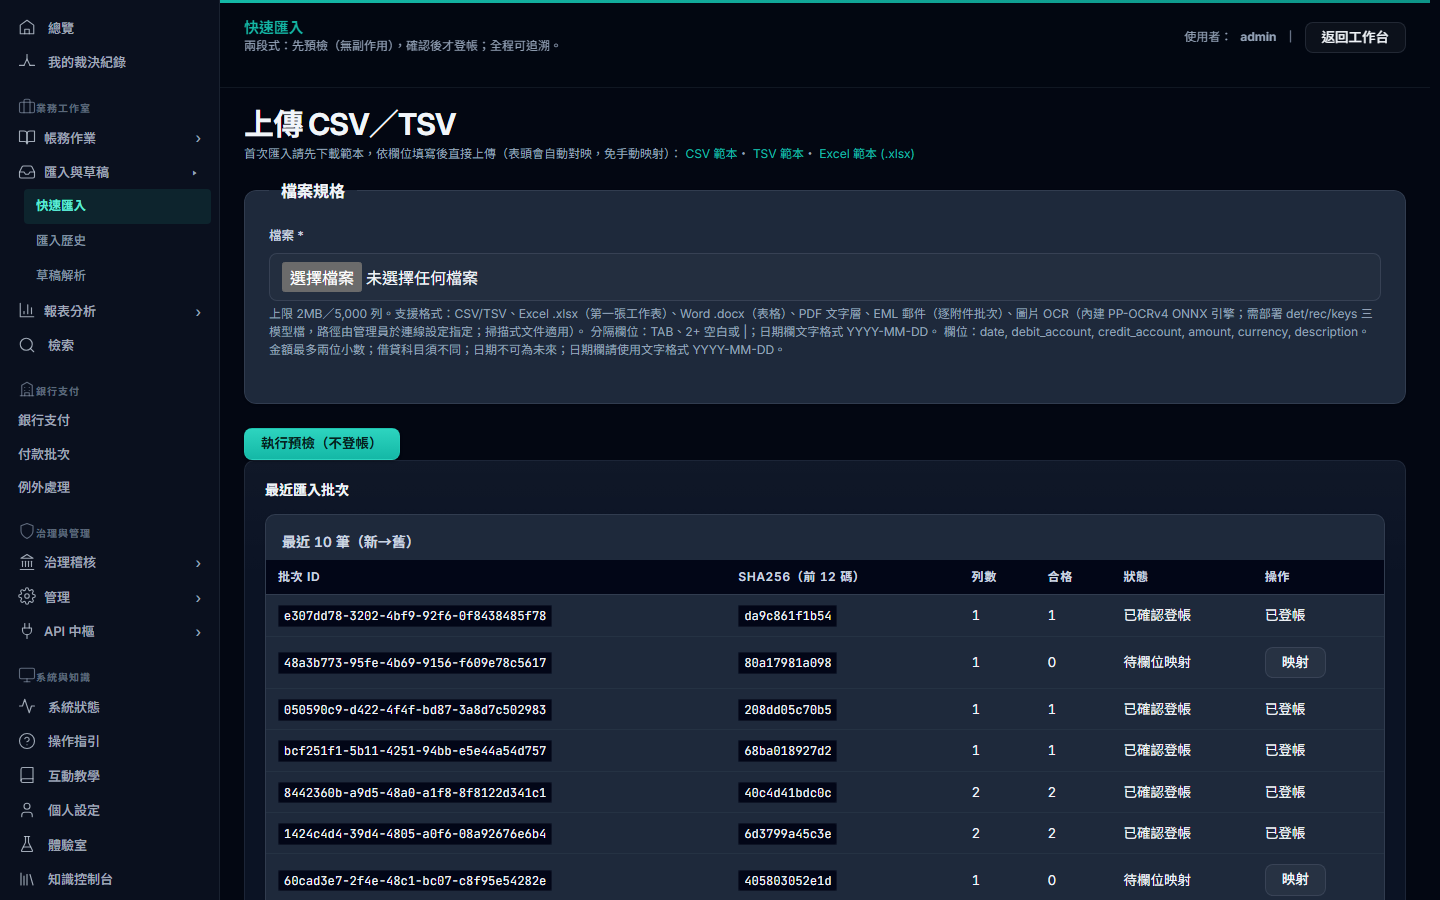 總覽
我的裁決紀錄
業務工作室
帳務作業
匯入與草稿
快速匯入
匯入歷史
草稿解析
報表分析
檢索
銀行支付
銀行支付
付款批次
例外處理
治理與管理
治理稽核
管理
API 中樞
系統與知識
系統狀態
操作指引
互動教學
個人設定
體驗室
知識控制台
快速匯入
兩段式：先預檢（無副作用），確認後才登帳；全程可追溯。
使用者： admin | 返回工作台
上傳 CSV／TSV
首次匯入請先下載範本，依欄位填寫後直接上傳（表頭會自動對映，免手動映射）： CSV 範本・ TSV 範本・ Excel 範本 (.xlsx)
檔案規格
檔案 *
選擇檔案 未選擇任何檔案
上限 2MB／5,000 列。支援格式：CSV/TSV、Excel .xlsx（第一張工作表）、Word .docx（表格）、PDF 文字層、EML 郵件（逐附件批次）、圖片 OCR（內建 PP-OCRv4 ONNX 引擎；需部署 det/rec/keys 三
模型檔，路徑由管理員於連線設定指定；掃描式文件適用）。 分隔欄位：TAB、2+ 空白或 |；日期欄文字格式 YYYY-MM-DD。 欄位：date, debit_account, credit_account, amount, currency, description。
金額最多兩位小數；借貸科目須不同；日期不可為未來；日期欄請使用文字格式 YYYY-MM-DD。
執行預檢（不登帳）
最近匯入批次
最近 10 筆（新→舊）
批次 ID SHA256（前 12 碼） 列數 合格 狀態 操作
e307dd78-3202-4bf9-92f6-0f8438485f78 da9c861f1b54 1 1 已確認登帳 已登帳
48a3b773-95fe-4b69-9156-f609e78c5617 80a17981a098 1 0 待欄位映射 映射
050590c9-d422-4f4f-bd87-3a8d7c502983 208dd05c70b5 1 1 已確認登帳 已登帳
bcf251f1-5b11-4251-94bb-e5e44a54d757 68ba018927d2 1 1 已確認登帳 已登帳
8442360b-a9d5-48a0-a1f8-8f8122d341c1 40c4d41bdc0c 2 2 已確認登帳 已登帳
1424c4d4-39d4-4805-a0f6-08a92676e6b4 6d3799a45c3e 2 2 已確認登帳 已登帳
60cad3e7-2f4e-48c1-bc07-c8f95e54282e 405803052e1d 1 0 待欄位映射 映射